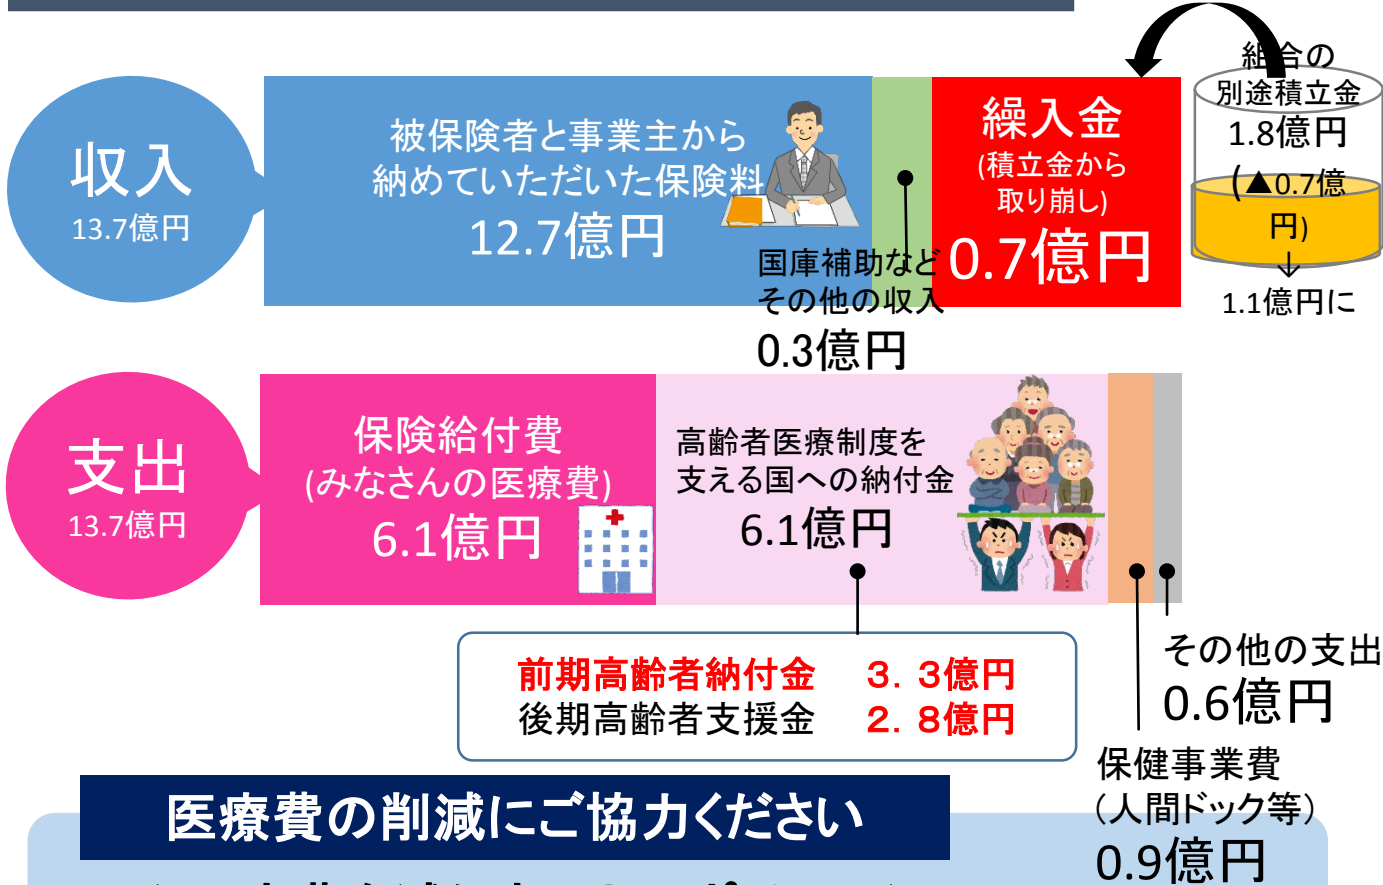 収入
13.7億円
被保険者と事業主から
納めていただいた保険料
12.7億円
国庫補助など
その他の収入
0.3億円
繰入金
(積立金から
取り崩し)
0.7億円
組合の
別途積立金
1.8億円
(▲0.7億
円)
↓
1.1億円に
支出
13.7億円
保険給付費
(みなさんの医療費)
6.1億円
高齢者医療制度を
支える国への納付金
6.1億円
前期高齢者納付金 3.3億円
後期高齢者支援金 2.8億円
その他の支出
0.6億円
保健事業費
(人間ドック等)
0.9億円
医療費の削減にご協力ください